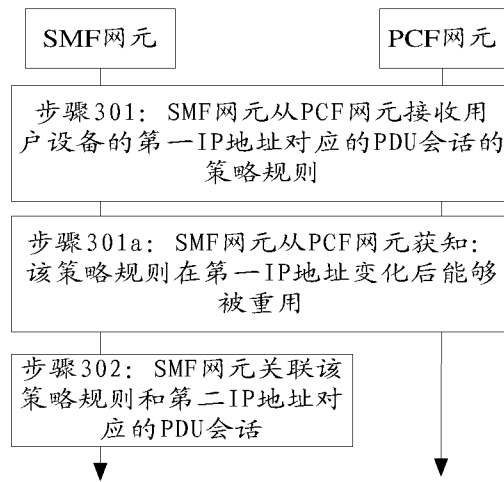 SMF网元
PCF网元
步骤301：SMF网元从PCF网元接收用
户设备的第一IP地址对应的PDU会话的
策略规则
步骤301a：SMF网元从PCF网元获知：
该策略规则在第一IP地址变化后能够
被重用
步骤302：SMF网元关联该
策略规则和第二IP地址对
应的PDU会话